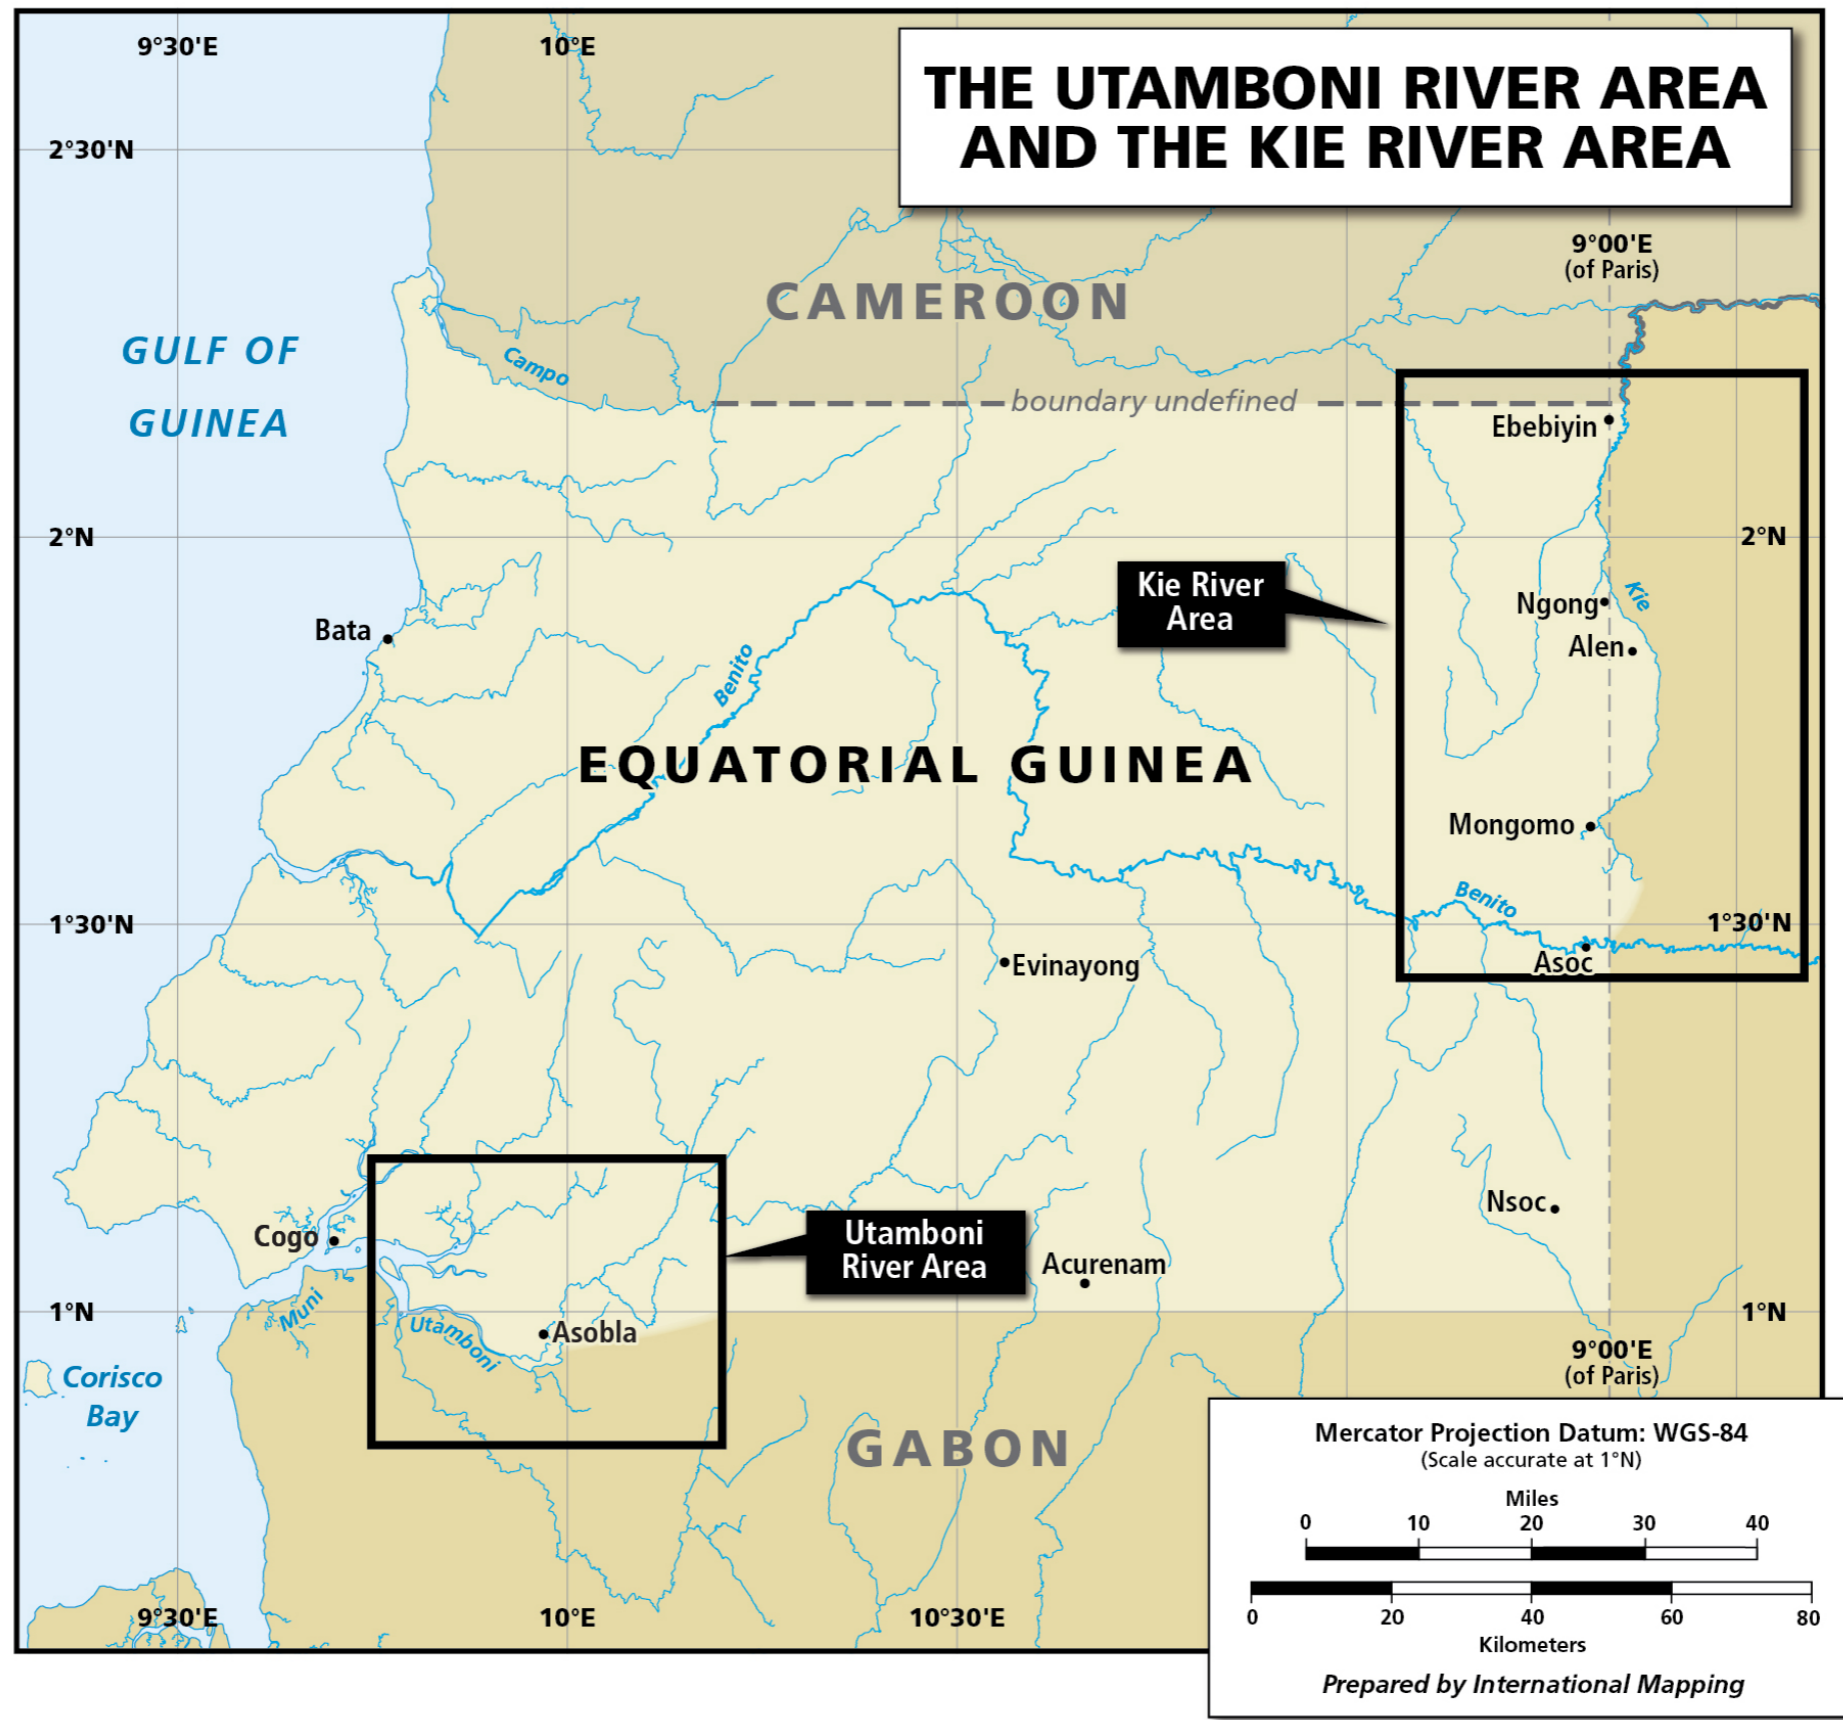 9°30'E
10°E
THE UTAMBONI RIVER AREA
AND THE KIE RIVER AREA
2°30'N
9°00'E
(of Paris)
CAMEROON
GULF OF
GUINEA
Campo
boundary undefined
Ebebiyin
2°N
2°N
Kie River
Area
Kie
Ngong
Alen
Bata
Benito
EQUATORIAL GUINEA
Mongomo
Benito
1°30'N
1°30'N
Asoc
Evinayong
Nsoc
Cogo
Utamboni
River Area
Acurenam
Muni
1°N
1°N
Utamboni
Asobla
9°00'E
(of Paris)
Corisco
Bay
GABON
Mercator Projection Datum: WGS-84
(Scale accurate at 1°N)
Miles
0 10 20 30 40
0 20 40 60 80
Kilometers
Prepared by International Mapping
9°30'E
10°E
10°30'E